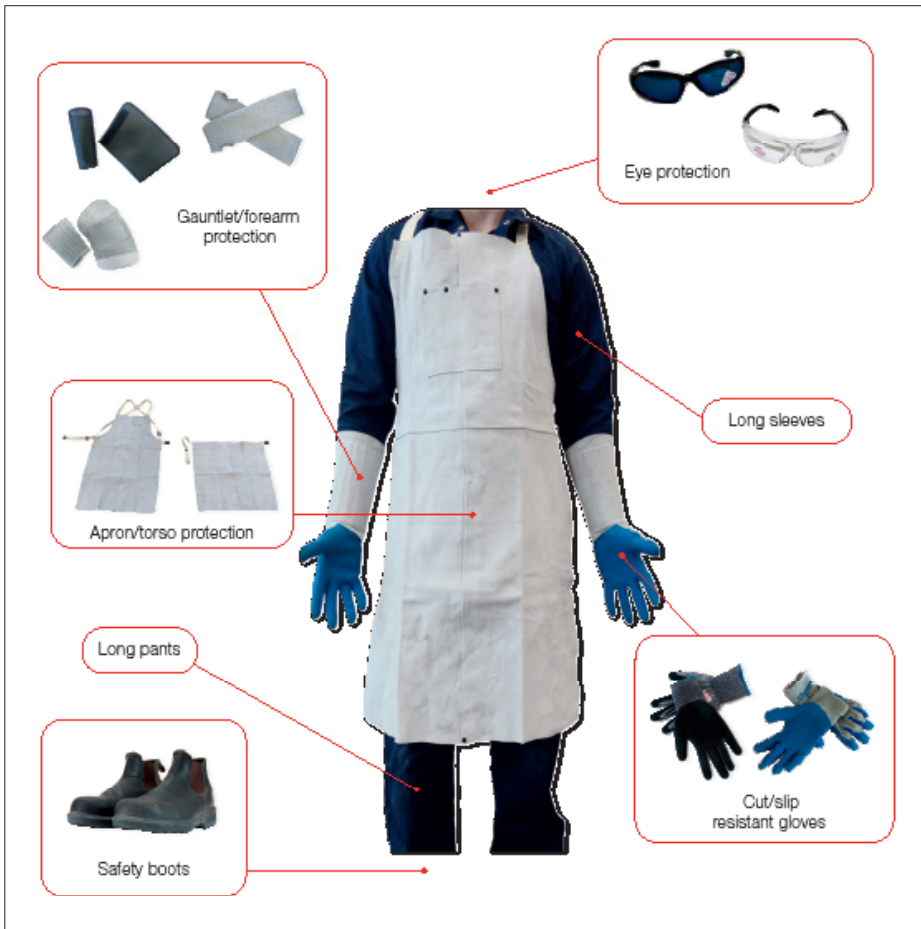 Eye protection
Gauntlet/forearm
protection
Long sleeves
Apron/torso protection
Long pants
Cut/slip
resistant gloves
Safety boots